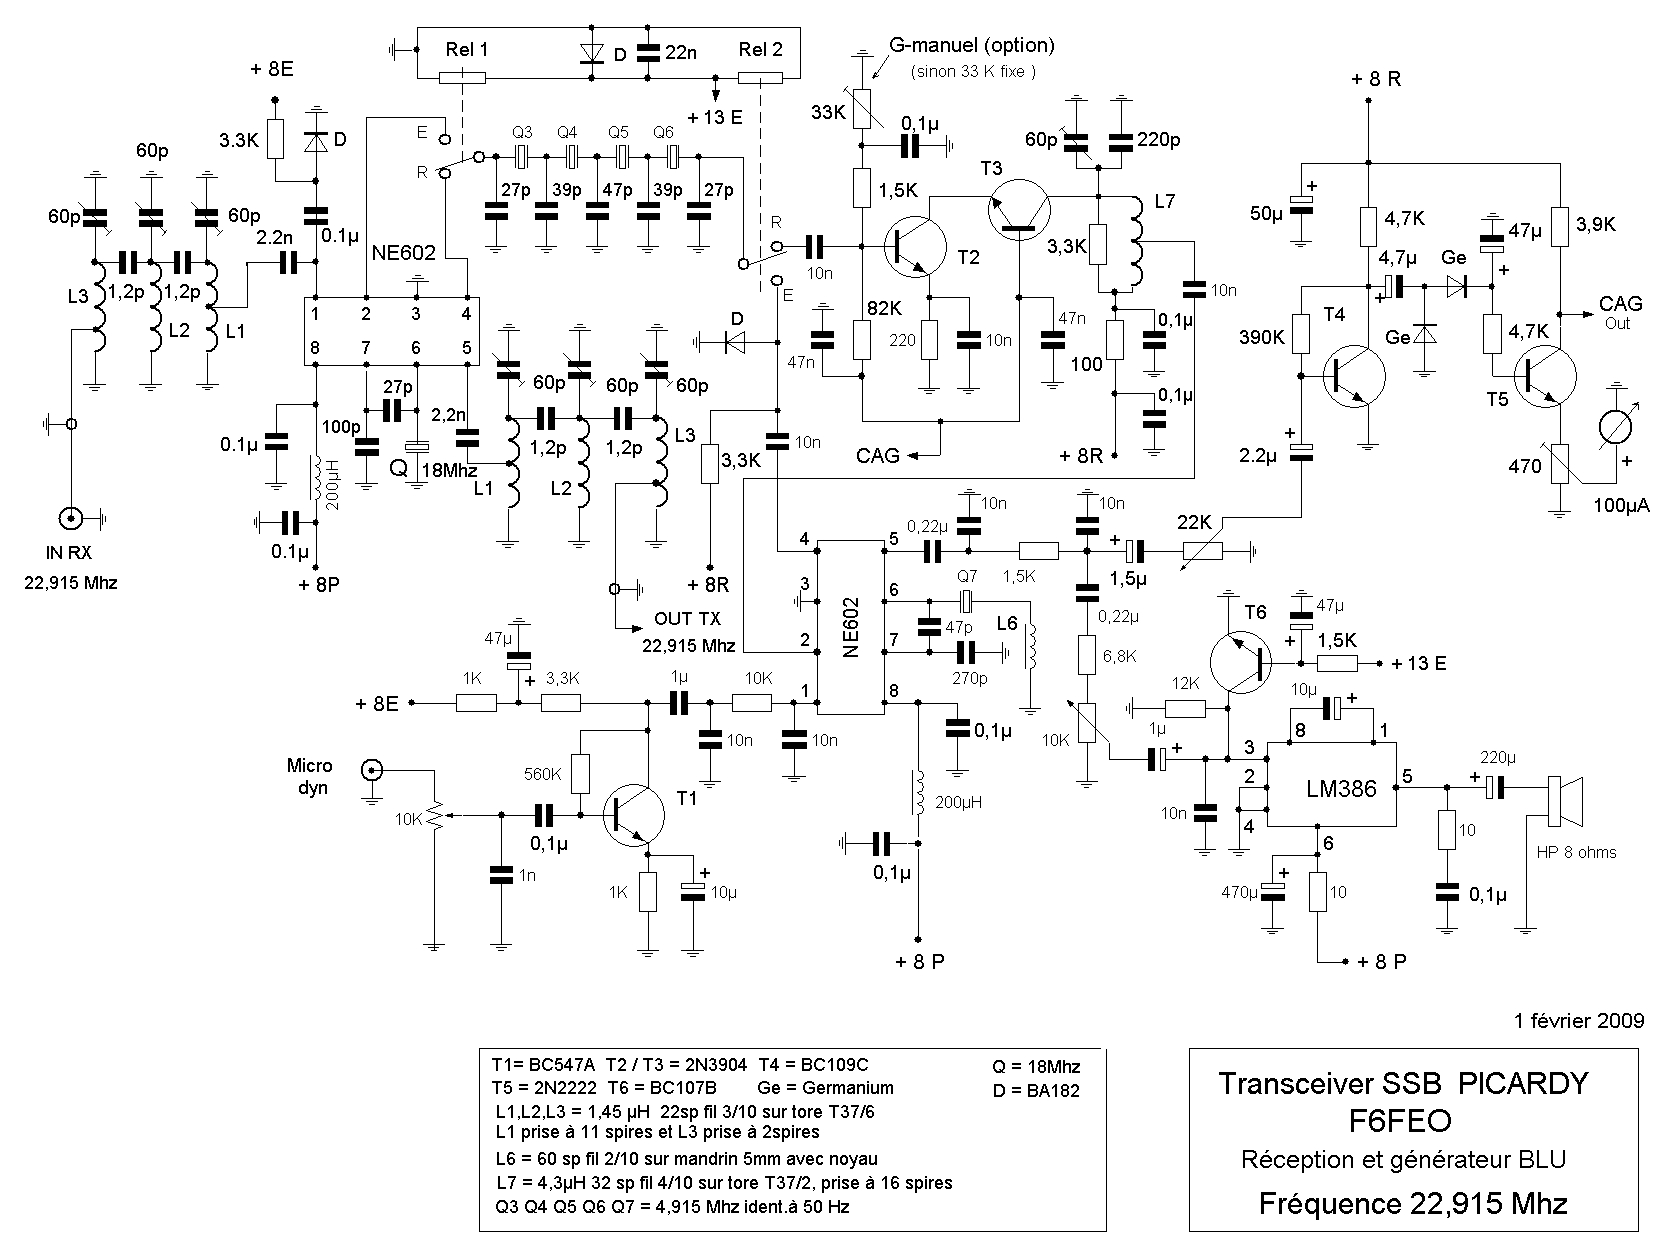 Rel 1
D
22n
Rel 2
+ 13 E
G-manuel (option)
(sinon 33 K fixe )
+ 8E
3.3K
D
E
R
Q3
Q4
Q5
Q6
33K
0,1µ
60p
220p
+ 8 R
60p
60p
60p
0.1µ
2.2n
NE602
27p
39p
47p
39p
27p
1,5K
T3
L7
50µ
4,7K
47µ
3,9K
L3
1,2p
1,2p
L2
L1
R
10n
T2
3,3K
4,7µ
Ge
10n
1
2
3
4
8
7
6
5
D
E
82K
220
10n
47n
47n
0,1µ
100
390K
T4
Ge
4,7K
CAG
Out
27p
100p
2,2n
60p
60p
60p
1,2p
1,2p
L3
0.1µ
200µH
Q
18Mhz
L1
L2
3,3K
10n
CAG
0,1µ
+ 8R
T5
2.2µ
470
100µA
IN RX
22,915 Mhz
0.1µ
+ 8P
+ 8R
OUT TX
22,915 Mhz
4
3
2
1
NE602
5
6
7
8
0,22µ
10n
10n
22K
1,5K
1,5µ
Q7
L6
47p
270p
0,22µ
6,8K
T6
47µ
1,5K
+ 13 E
47µ
1K
3,3K
1µ
10K
+ 8E
10n
10n
0,1µ
10K
12K
1µ
10µ
8
1
3
2
4
LM386
5
6
220µ
Micro
dyn
560K
T1
200µH
10K
0,1µ
10n
10
HP 8 ohms
1n
1K
10µ
0,1µ
470µ
10
0,1µ
+ 8 P
+ 8 P
1 février 2009
T1= BC547A T2 / T3 = 2N3904 T4 = BC109C
Q = 18Mhz
T5 = 2N2222 T6 = BC107B Ge = Germanium
D = BA182
L1,L2,L3 = 1,45 µH 22sp fil 3/10 sur tore T37/6
L1 prise à 11 spires et L3 prise à 2spires
L6 = 60 sp fil 2/10 sur mandrin 5mm avec noyau
L7 = 4,3µH 32 sp fil 4/10 sur tore T37/2, prise à 16 spires
Q3 Q4 Q5 Q6 Q7 = 4,915 Mhz ident.à 50 Hz
Transceiver SSB PICARDY
F6FEO
Réception et générateur BLU
Fréquence 22,915 Mhz